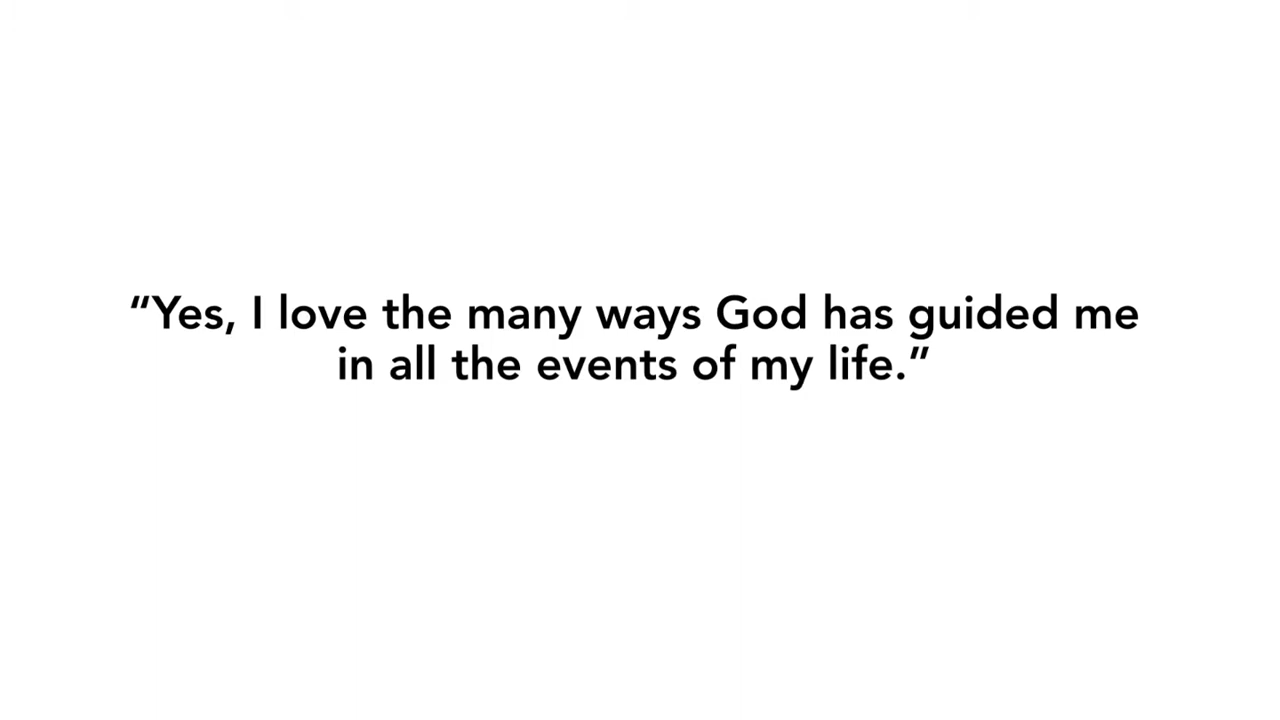 “Yes, I love the many ways God has guided me
in all the events of my life.”